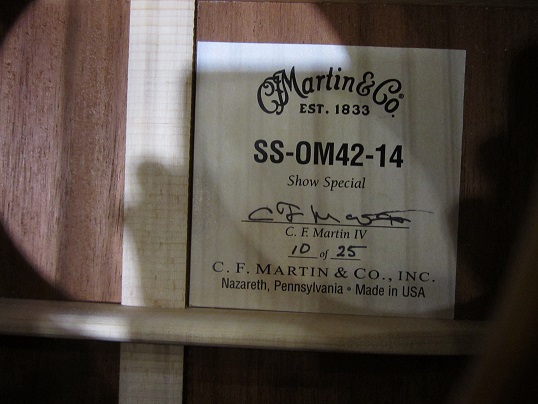 CF Martin & Co.®
EST. 1833
SS-OM42-14
Show Special
C F Martin
C. F. Martin IV
10 of 25
C. F. MARTIN & CO., INC.
Nazareth, Pennsylvania • Made in USA